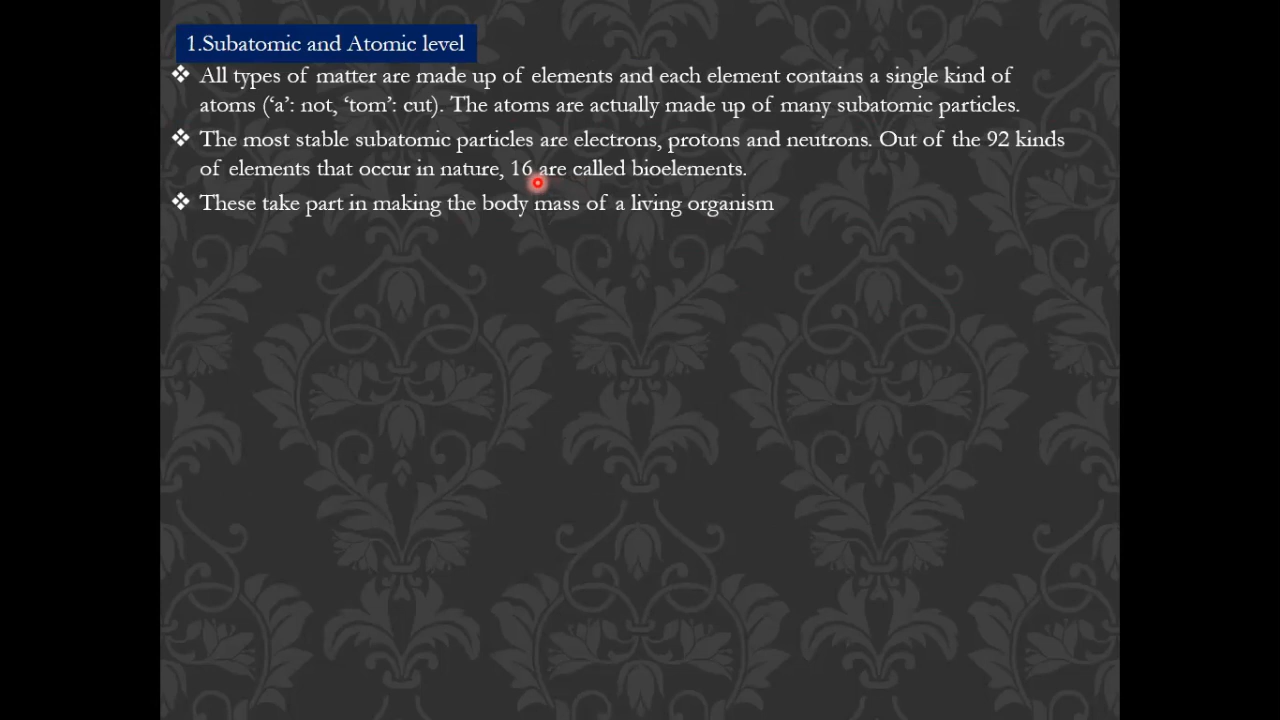 1.Subatomic and Atomic level
❖ All types of matter are made up of elements and each element contains a single kind of
atoms (‘a’: not, ‘tom’: cut). The atoms are actually made up of many subatomic particles.
❖ The most stable subatomic particles are electrons, protons and neutrons. Out of the 92 kinds
of elements that occur in nature, 16 are called bioelements.
❖ These take part in making the body mass of a living organism